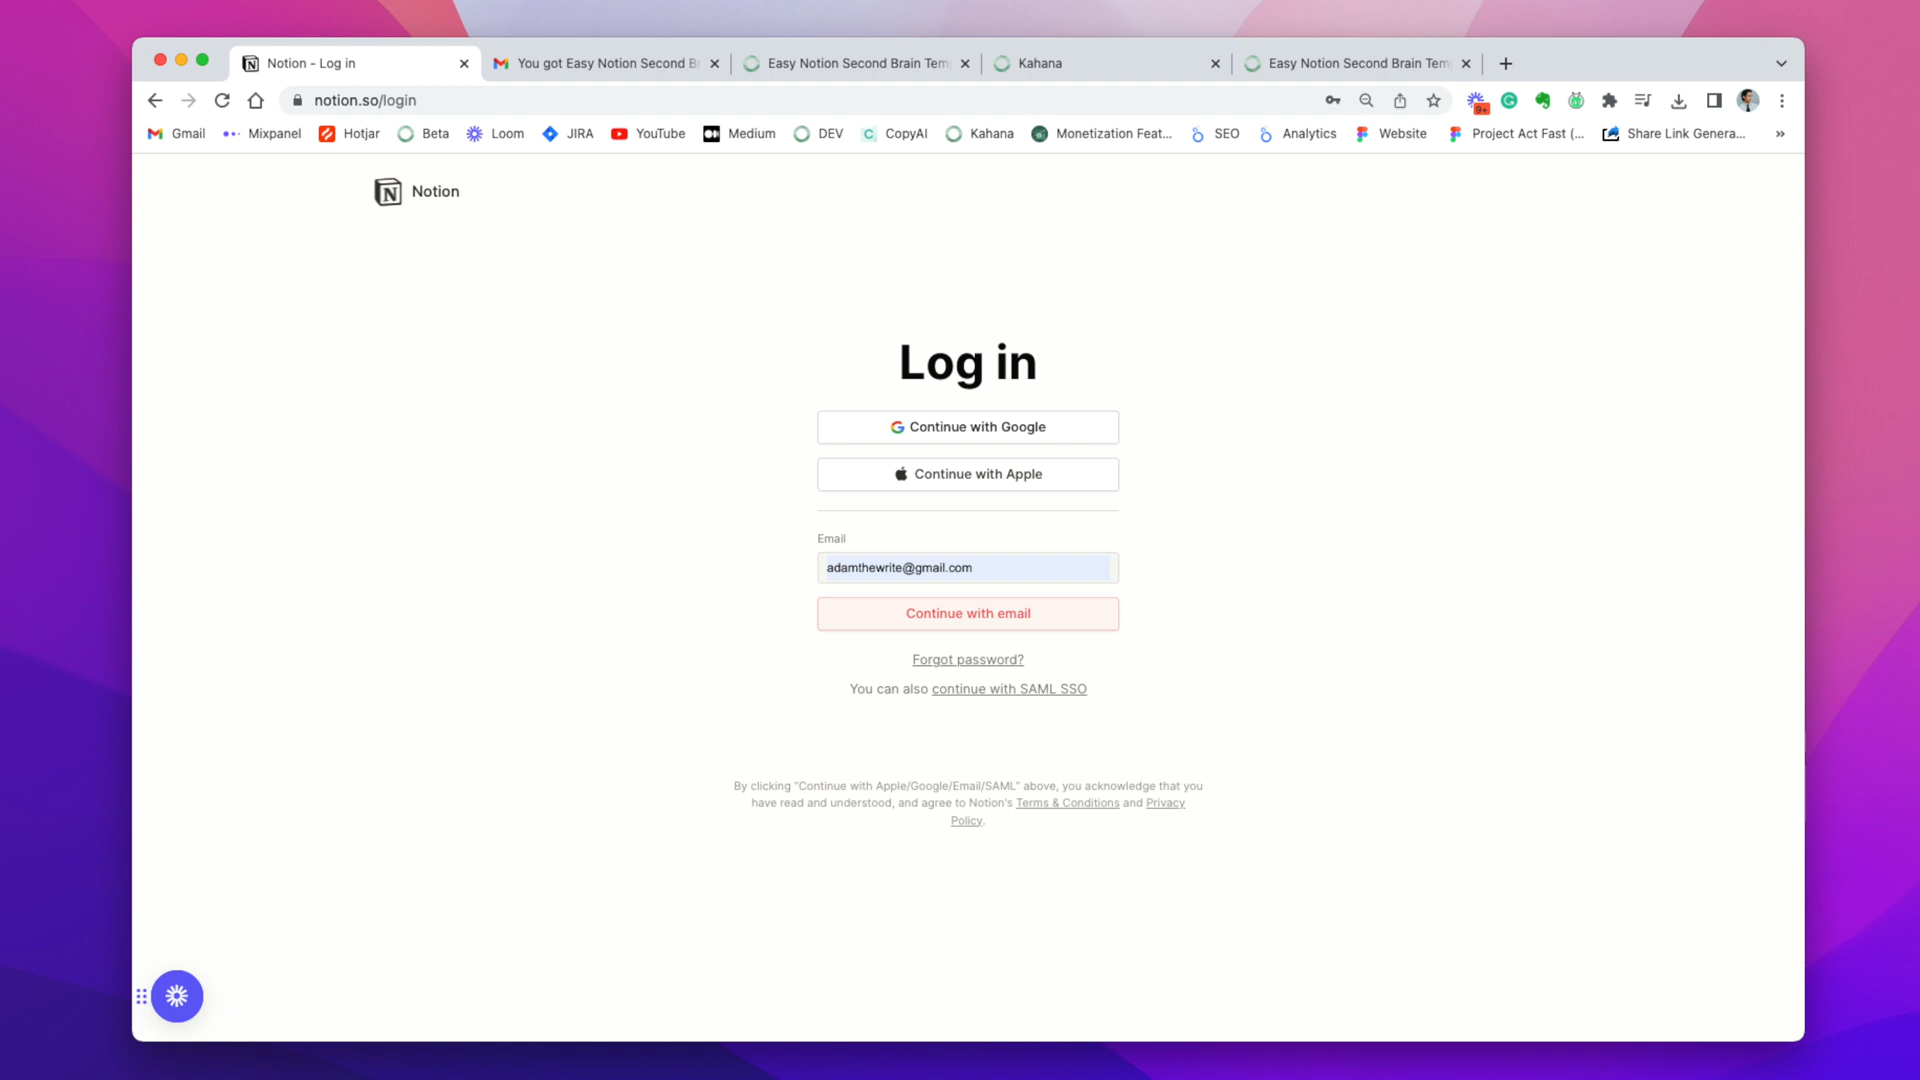 Notion – Log in
You got Easy Notion Second B
Easy Notion Second Brain Tem
Kahana
Easy Notion Second Brain Tem
notion.so/login
9+
Gmail
Mixpanel
Hotjar
Beta
Loom
JIRA
YouTube
Medium
DEV
CopyAI
Kahana
Monetization Feat...
SEO
Analytics
Website
Project Act Fast (...
Share Link Genera...
»
Notion
Log in
Continue with Google
Continue with Apple
Email
adamthewrite@gmail.com
Continue with email
Forgot password?
You can also continue with SAML SSO
By clicking "Continue with Apple/Google/Email/SAML" above, you acknowledge that you
have read and understood, and agree to Notion's Terms & Conditions and Privacy
Policy.